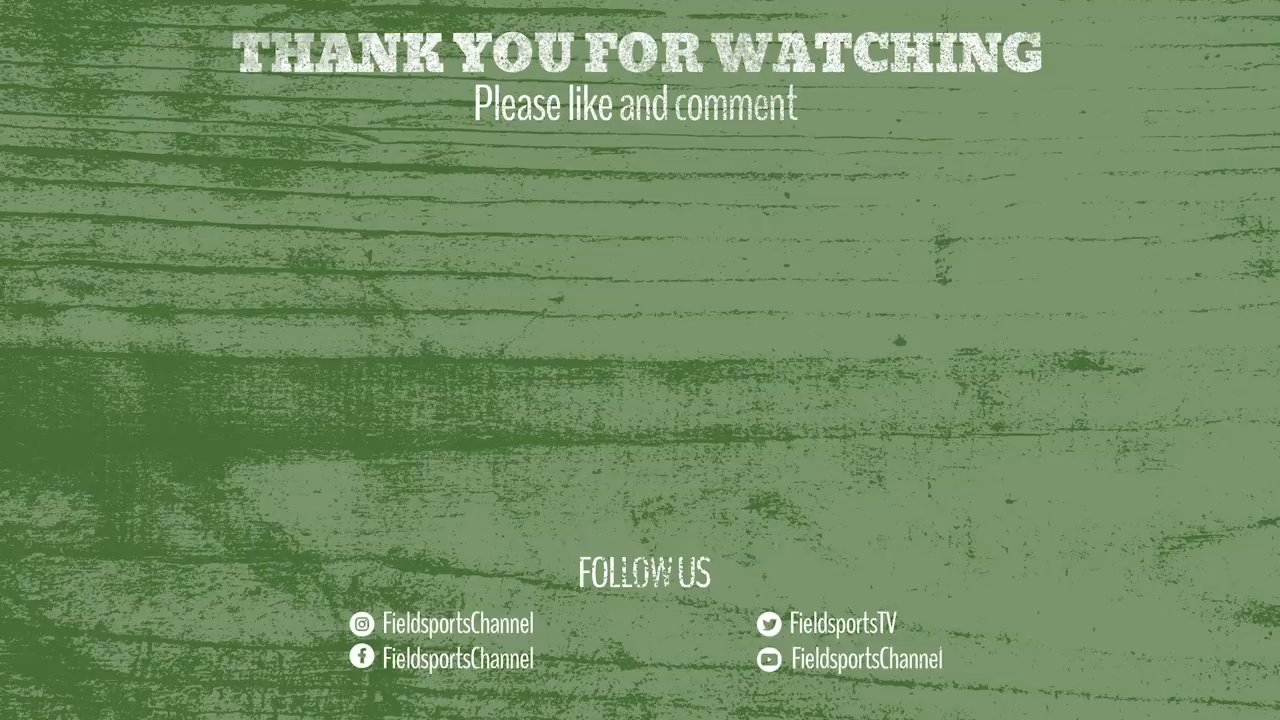 THANK YOU FOR WATCHING
Please like and comment
FOLLOW US
FieldsportsChannel
FieldsportsTV
FieldsportsChannel
FieldsportsChannel